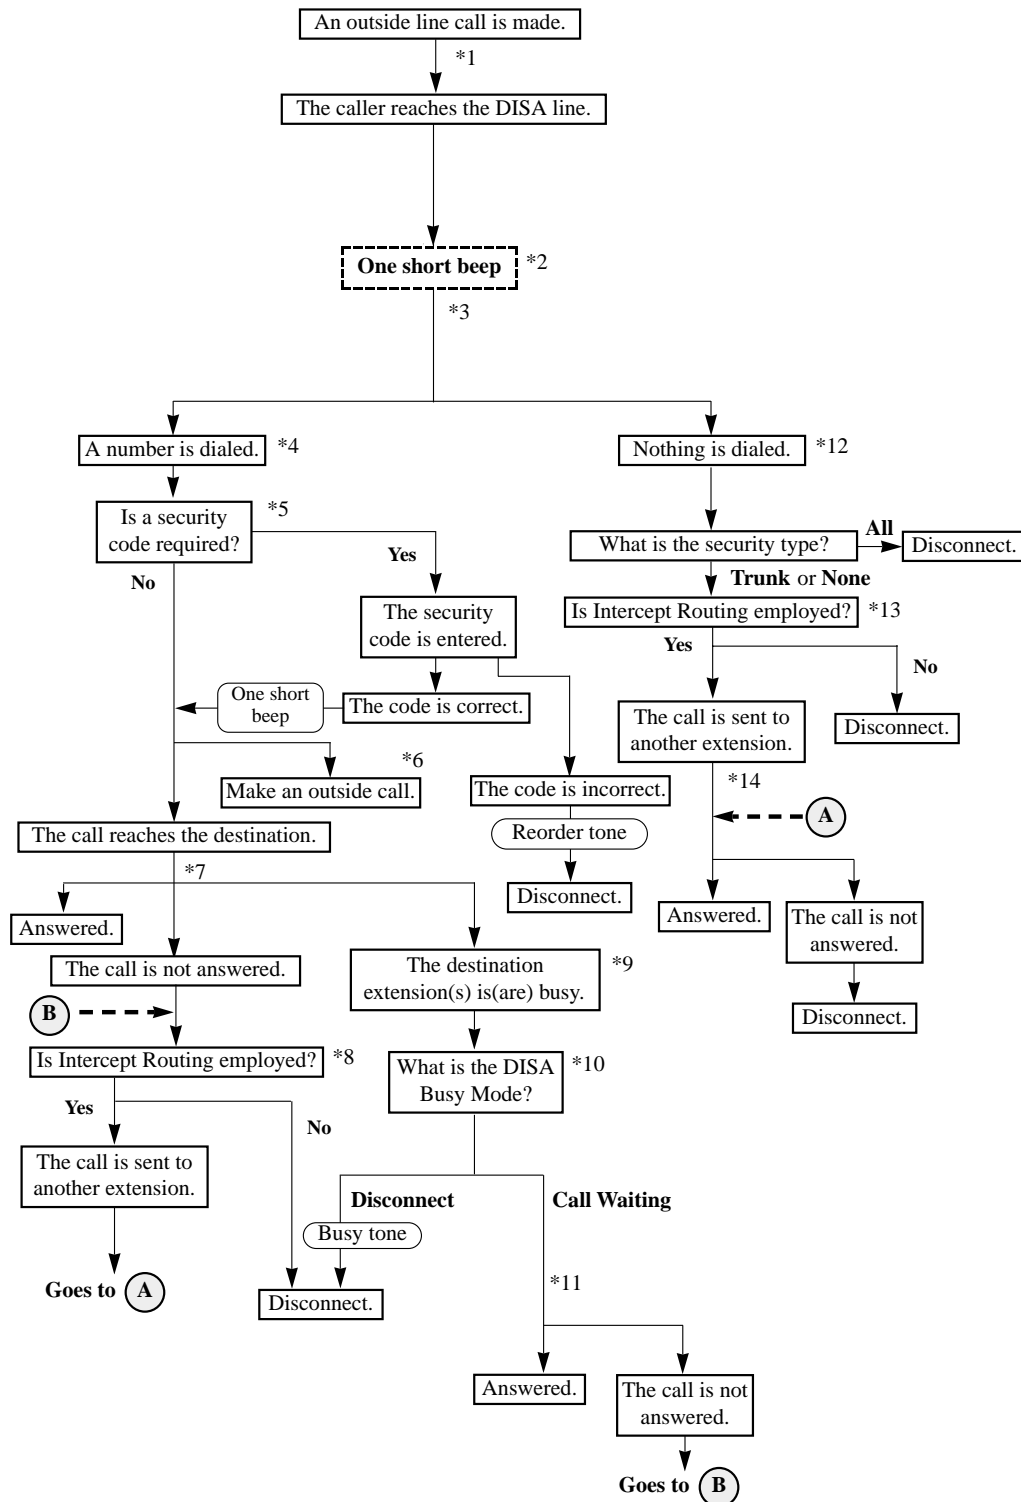 An outside line call is made.
*1
The caller reaches the DISA line.
One short beep
*2
*3
A number is dialed.
*4
Nothing is dialed.
*12
Is a security
code required?
*5
Yes
No
What is the security type?
All
Disconnect.
Trunk or None
The security
code is entered.
Is Intercept Routing employed?
*13
Yes
No
One short
beep
The code is correct.
The call is sent to
another extension.
Disconnect.
*6
Make an outside call.
The code is incorrect.
*14
A
The call reaches the destination.
Reorder tone
*7
Disconnect.
Answered.
Answered.
The call is not
answered.
The call is not answered.
The destination
extension(s) is(are) busy.
*9
Disconnect.
B
Is Intercept Routing employed?
*8
What is the DISA
Busy Mode?
*10
Yes
No
The call is sent to
another extension.
Disconnect
Call Waiting
Busy tone
Goes to A
Disconnect.
*11
Answered.
The call is not
answered.
Goes to B